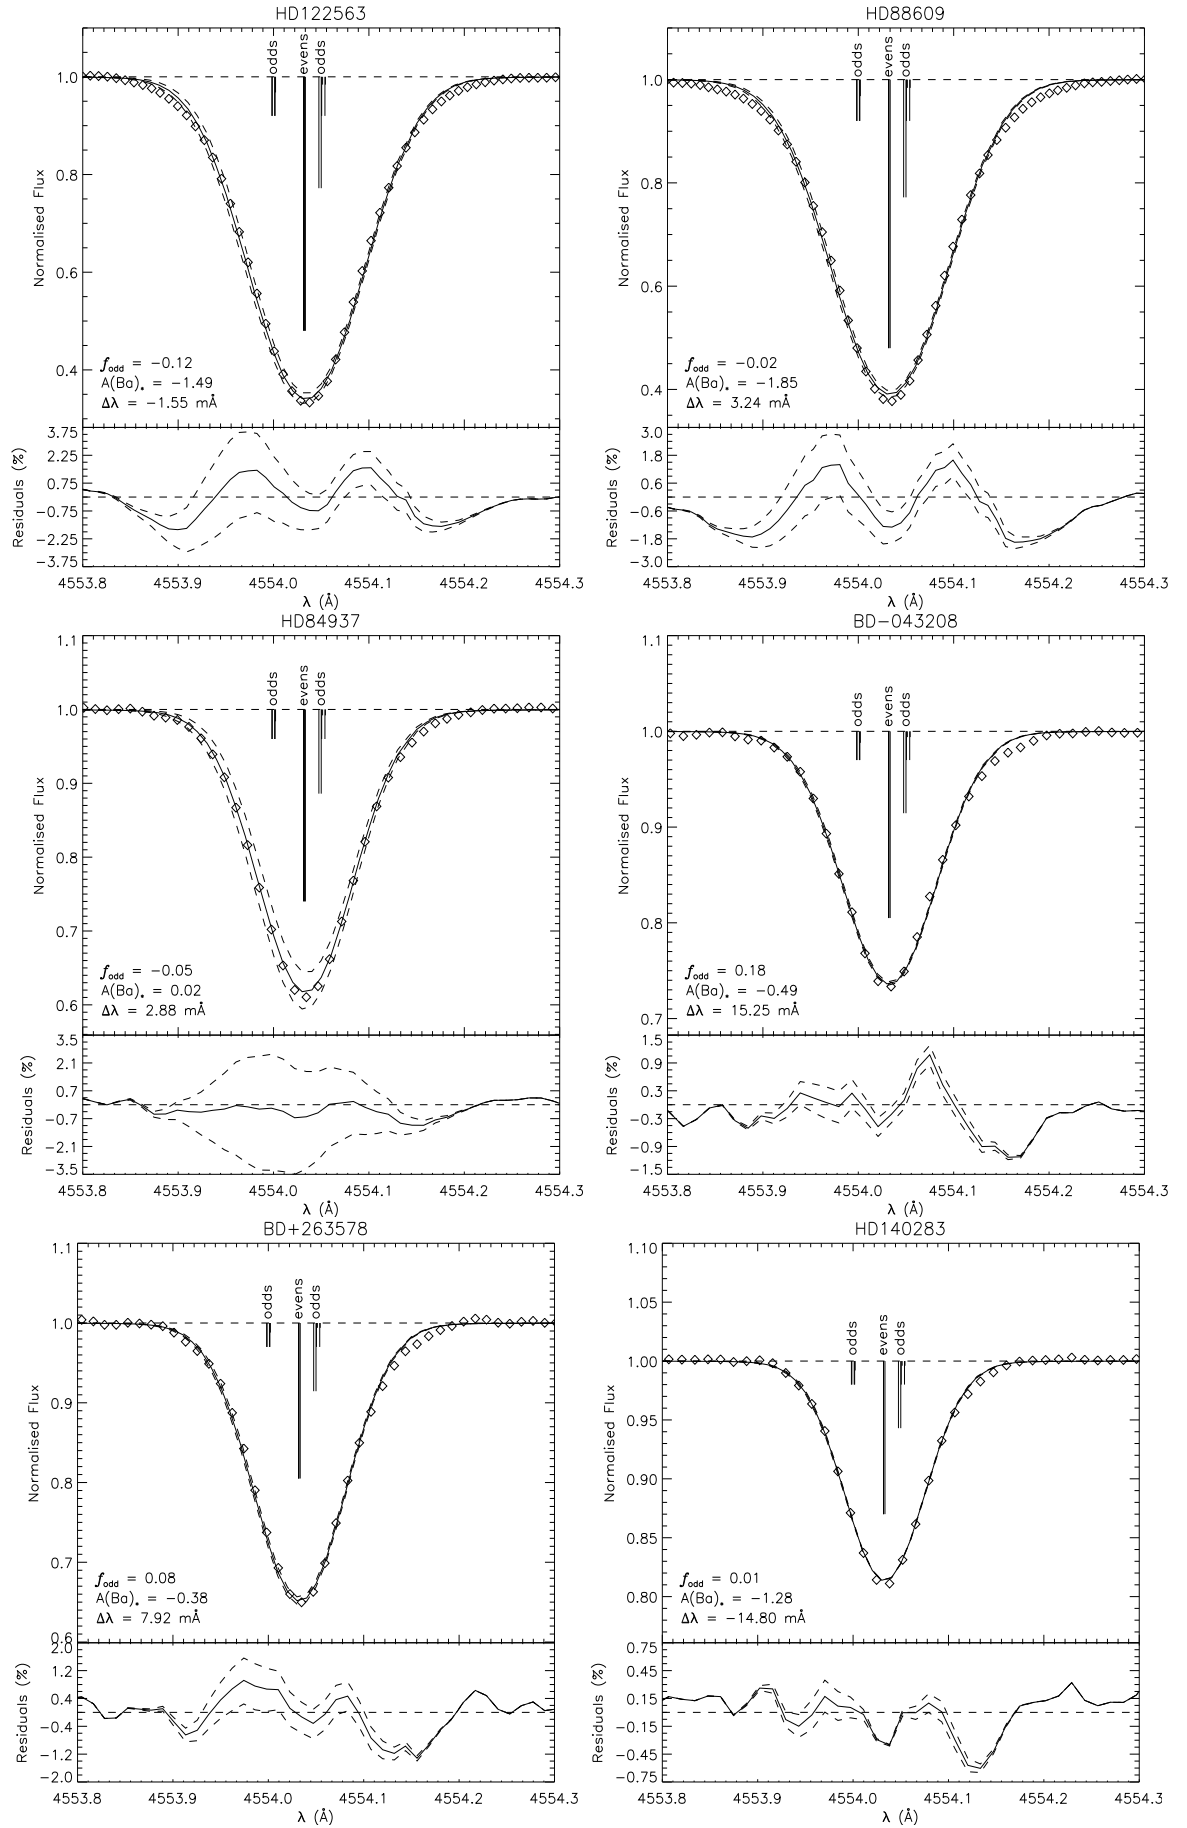 HD122563
odds
evens
odds
1.0
0.8
0.6
0.4
Normalised Flux
fodd = −0.12
A(Ba)* = −1.49
Δλ = −1.55 mÅ
3.75
2.25
0.75
−0.75
−2.25
−3.75
Residuals (%)
4553.8 4553.9 4554.0 4554.1 4554.2 4554.3
λ (Å)
HD88609
odds
evens
odds
1.0
0.8
0.6
0.4
Normalised Flux
fodd = −0.02
A(Ba)* = −1.85
Δλ = 3.24 mÅ
3.0
1.8
0.6
−0.6
−1.8
−3.0
Residuals (%)
4553.8 4553.9 4554.0 4554.1 4554.2 4554.3
λ (Å)
HD84937
odds
evens
odds
1.1
1.0
0.9
0.8
0.7
0.6
Normalised Flux
fodd = −0.05
A(Ba)* = 0.02
Δλ = 2.88 mÅ
3.5
2.1
0.7
−0.7
−2.1
−3.5
Residuals (%)
4553.8 4553.9 4554.0 4554.1 4554.2 4554.3
λ (Å)
BD−043208
odds
evens
odds
1.1
1.0
0.9
0.8
0.7
Normalised Flux
fodd = 0.18
A(Ba)* = −0.49
Δλ = 15.25 mÅ
1.5
0.9
0.3
−0.3
−0.9
−1.5
Residuals (%)
4553.8 4553.9 4554.0 4554.1 4554.2 4554.3
λ (Å)
BD+263578
odds
evens
odds
1.1
1.0
0.9
0.8
0.7
0.6
Normalised Flux
fodd = 0.08
A(Ba)* = −0.38
Δλ = 7.92 mÅ
2.0
1.2
0.4
−0.4
−1.2
−2.0
Residuals (%)
4553.8 4553.9 4554.0 4554.1 4554.2 4554.3
λ (Å)
HD140283
odds
evens
odds
1.10
1.05
1.00
0.95
0.90
0.85
0.80
Normalised Flux
fodd = 0.01
A(Ba)* = −1.28
Δλ = −14.80 mÅ
0.75
0.45
0.15
−0.15
−0.45
−0.75
Residuals (%)
4553.8 4553.9 4554.0 4554.1 4554.2 4554.3
λ (Å)